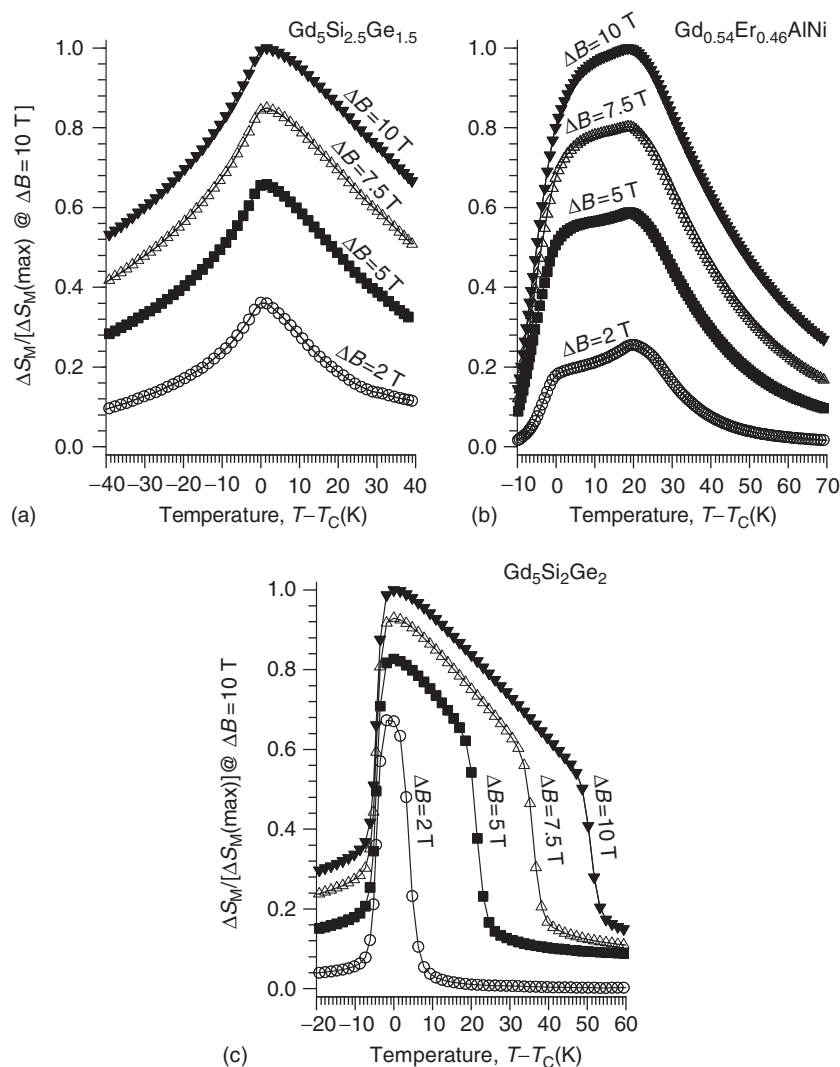 Gd5Si2.5Ge1.5
ΔSM/[ΔSM(max) @ ΔB=10 T]
1.0
0.8
0.6
0.4
0.2
0.0
ΔB=10 T
ΔB=7.5 T
ΔB=5 T
ΔB=2 T
−40 −30 −20 −10 0 10 20 30 40
(a) Temperature, T−TC(K)
Gd0.54Er0.46AlNi
1.0
0.8
0.6
0.4
0.2
0.0
ΔB=10 T
ΔB=7.5 T
ΔB=5 T
ΔB=2 T
−10 0 10 20 30 40 50 60 70
(b) Temperature, T−TC(K)
Gd5Si2Ge2
ΔSM/[ΔSM(max)]@ ΔB=10 T
1.0
0.8
0.6
0.4
0.2
0.0
ΔB=2 T
ΔB=5 T
ΔB=7.5 T
ΔB=10 T
−20 −10 0 10 20 30 40 50 60
(c) Temperature, T−TC(K)